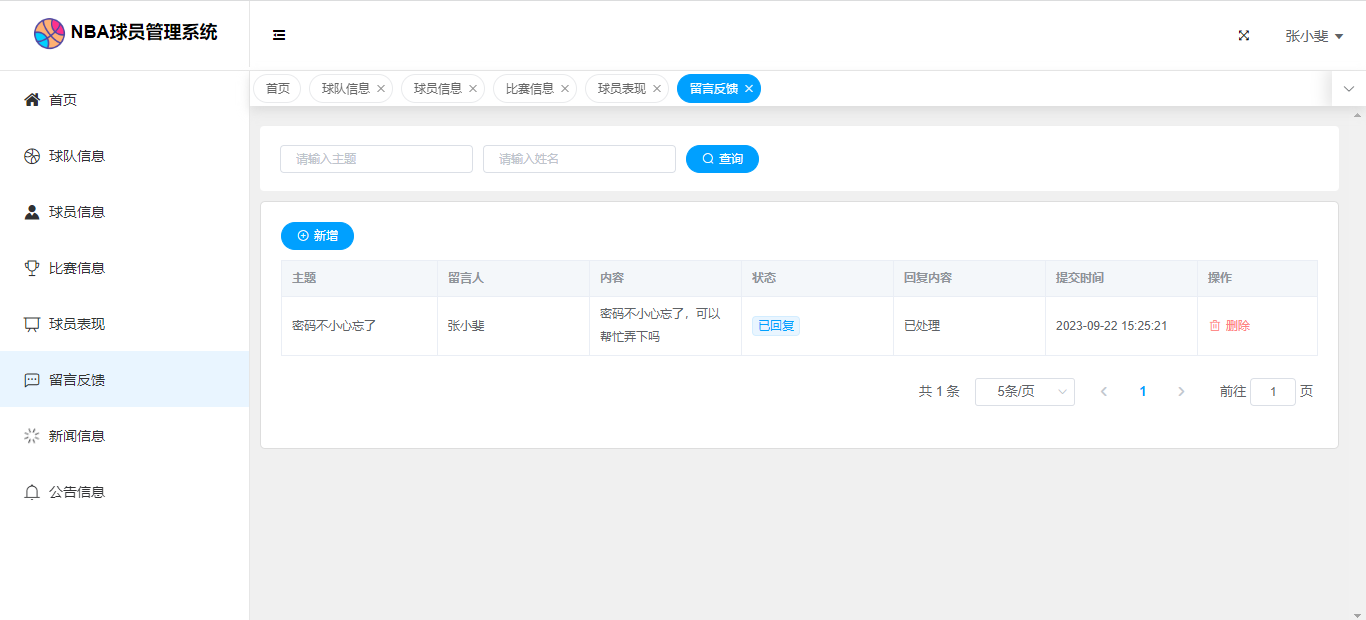 NBA球员管理系统
张小斐
首页
球队信息
球员信息
比赛信息
球员表现
留言反馈
首页
球队信息
球员信息
比赛信息
球员表现
留言反馈
新闻信息
公告信息
请输入主题
请输入姓名
查询
新增
主题 留言人 内容 状态 回复内容 提交时间 操作
密码不小心忘了 张小斐 密码不小心忘了，可以 已回复 已处理 2023-09-22 15:25:21 删除
帮忙弄下吗
共 1 条 5条/页 1 前往 1 页